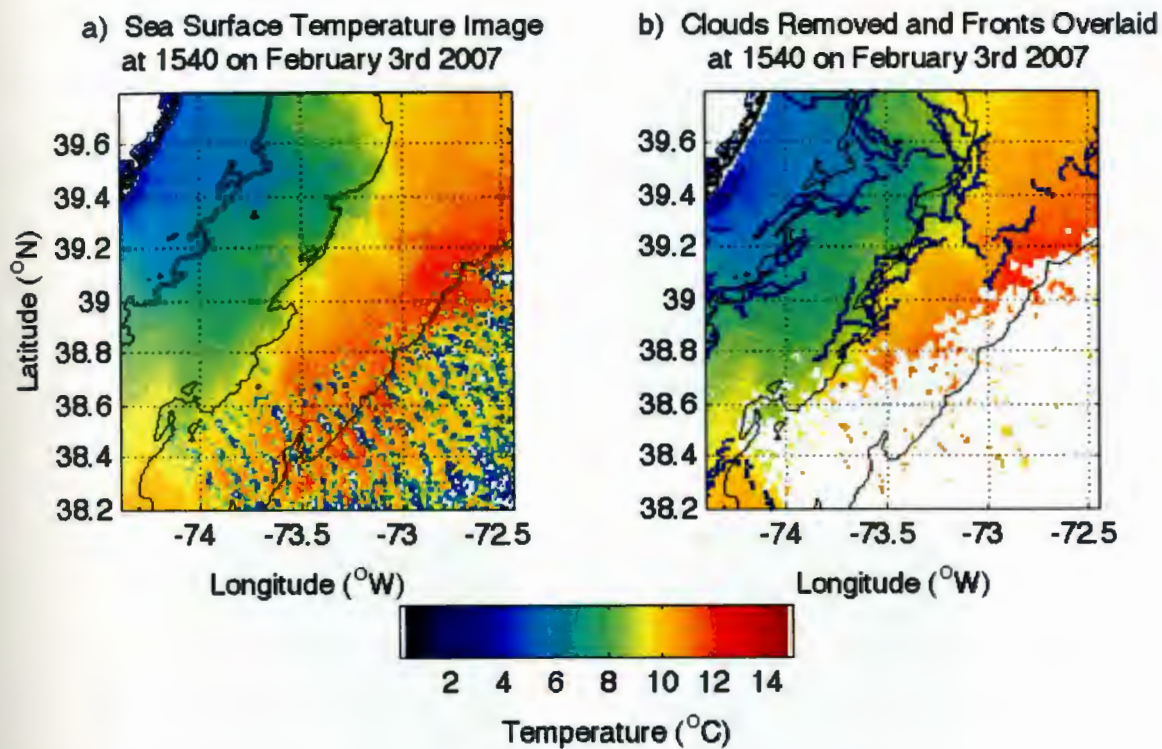 a) Sea Surface Temperature Image
at 1540 on February 3rd 2007
b) Clouds Removed and Fronts Overlaid
at 1540 on February 3rd 2007
39.6
39.4
39.2
39
38.8
38.6
38.4
38.2
Latitude (°N)
-74
-73.5
-73
-72.5
Longitude (°W)
39.6
39.4
39.2
39
38.8
38.6
38.4
38.2
-74
-73.5
-73
-72.5
Longitude (°W)
2 4 6 8 10 12 14
Temperature (°C)